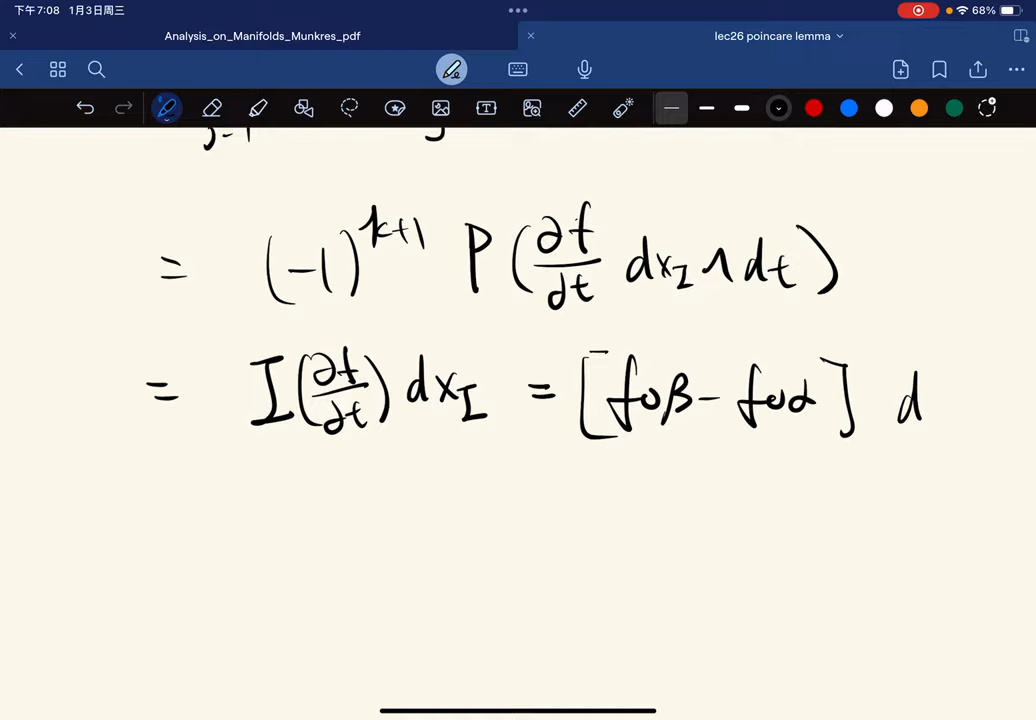 下午7:08 1月3日周三
68%
Analysis_on_Manifolds_Munkres_pdf
lec26 poincare lemma
j=1
= (-1)^{k+1} P(∂f/∂t dx_I ∧ dt)
= I(∂f/∂t) dx_I = [f∘β - f∘α] d